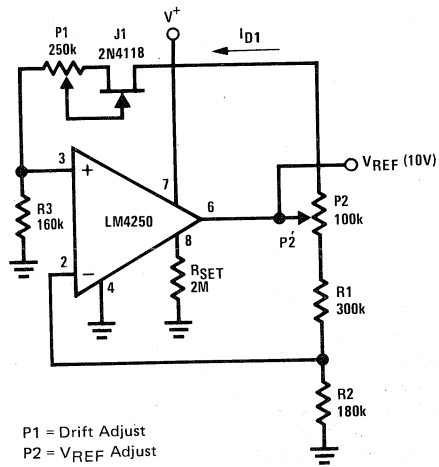 P1
250k
J1
2N4118
V+
ID1
3
+
7
6
VREF (10V)
P2
100k
P2'
R3
160k
LM4250
8
2
−
4
RSET
2M
R1
300k
R2
180k
P1 = Drift Adjust
P2 = VREF Adjust